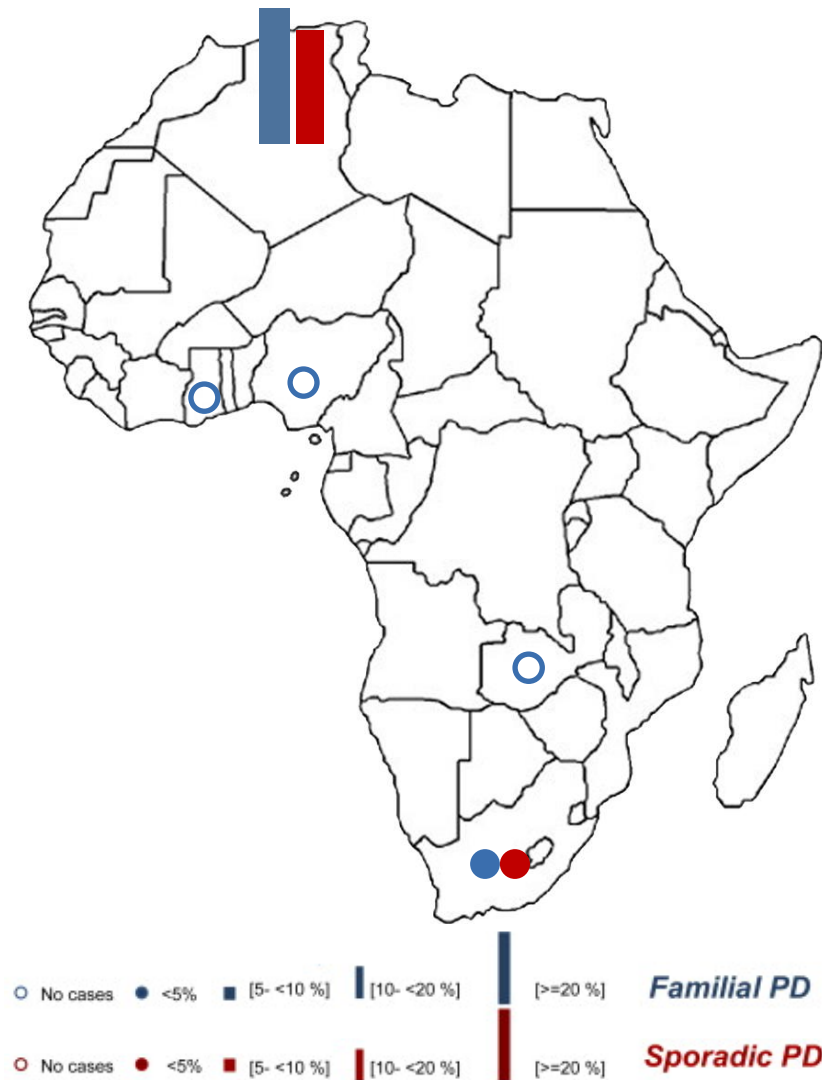 No cases <5% [5- <10 %] [10- <20 %] [>=20 %] Familial PD
No cases <5% [5- <10 %] [10- <20 %] [>=20 %] Sporadic PD